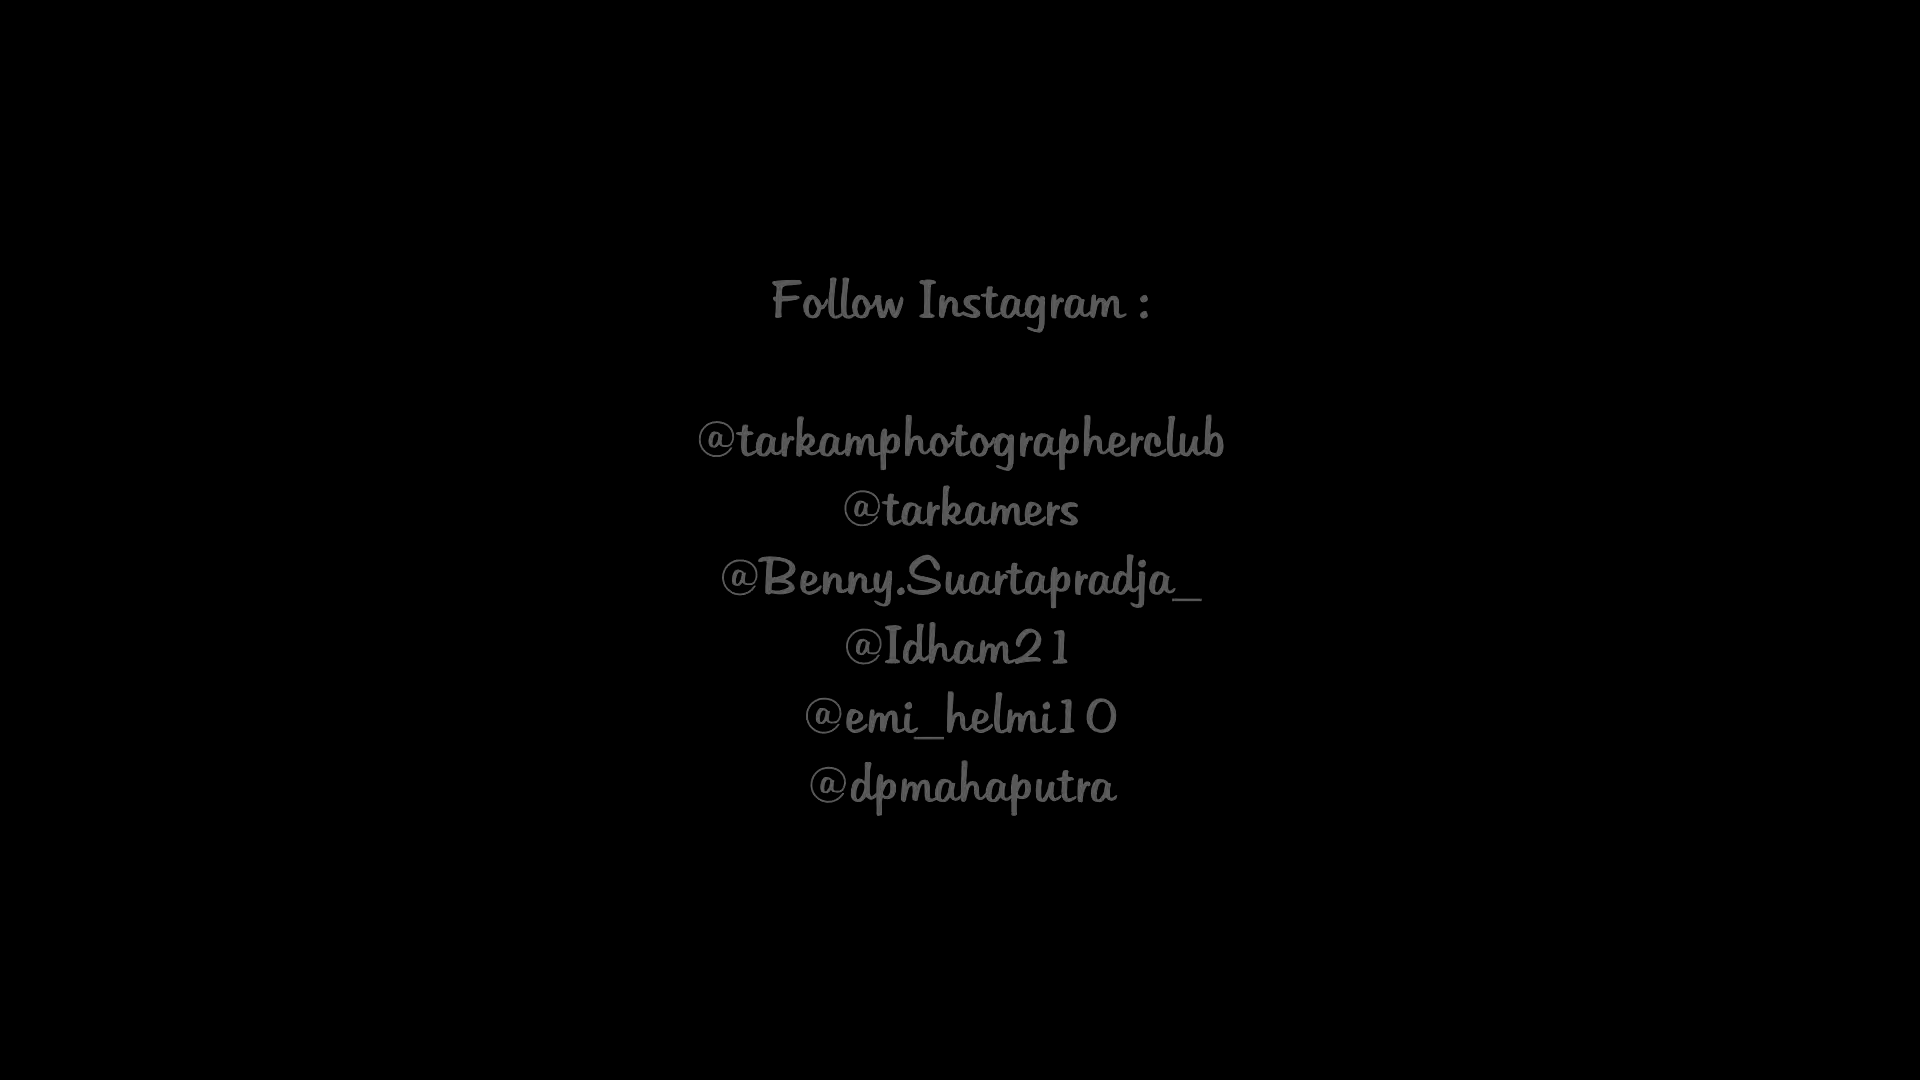 Follow Instagram :
@tarkamphotographerclub
@tarkamers
@Benny.Suartapradja_
@Idham21
@emi_helmi10
@dpmahaputra